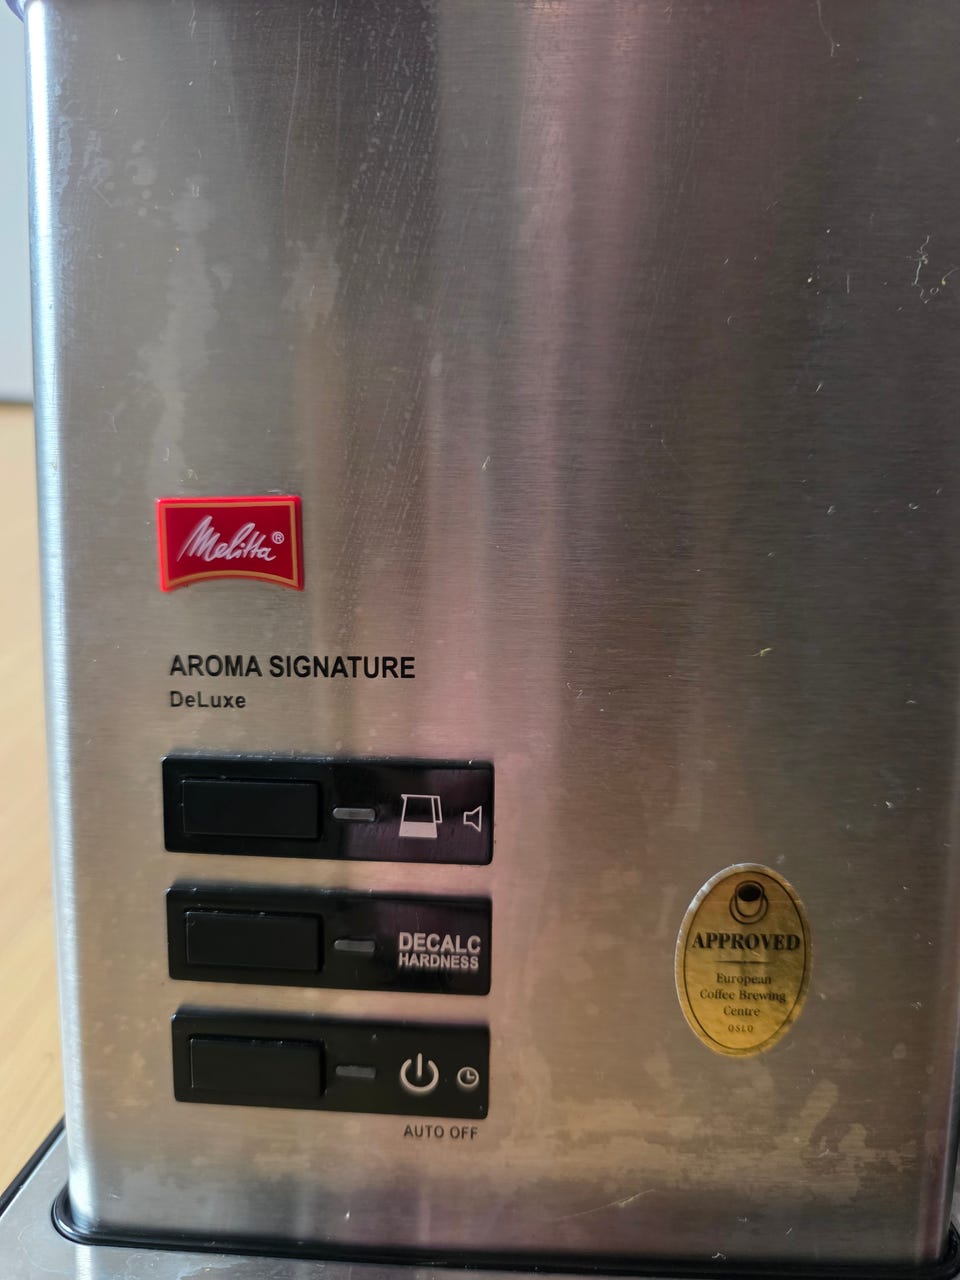 Melitta®
AROMA SIGNATURE
DeLuxe
DECALC
HARDNESS
AUTO OFF
APPROVED
European
Coffee Brewing
Centre
OSLO